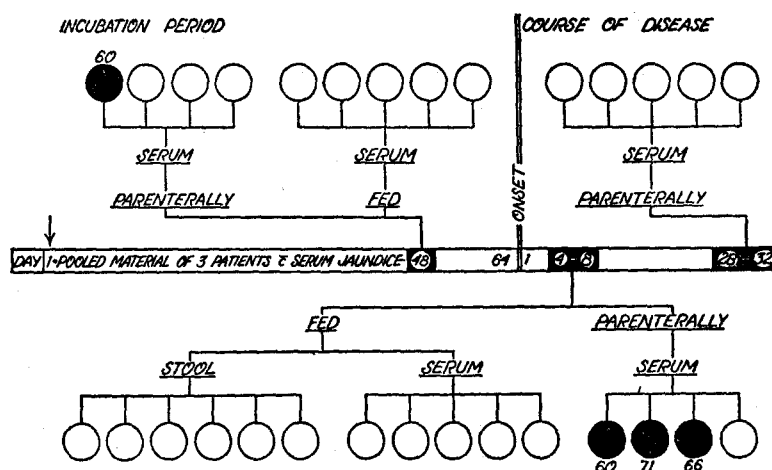 INCUBATION PERIOD
COURSE OF DISEASE
60
SERUM
SERUM
SERUM
PARENTERALLY
FED
ONSET
PARENTERALLY
DAY 1-POOLED MATERIAL OF 3 PATIENTS c̄ SERUM JAUNDICE- 48 64 1 4-8 28-32
FED
PARENTERALLY
STOOL
SERUM
SERUM
60 71 66